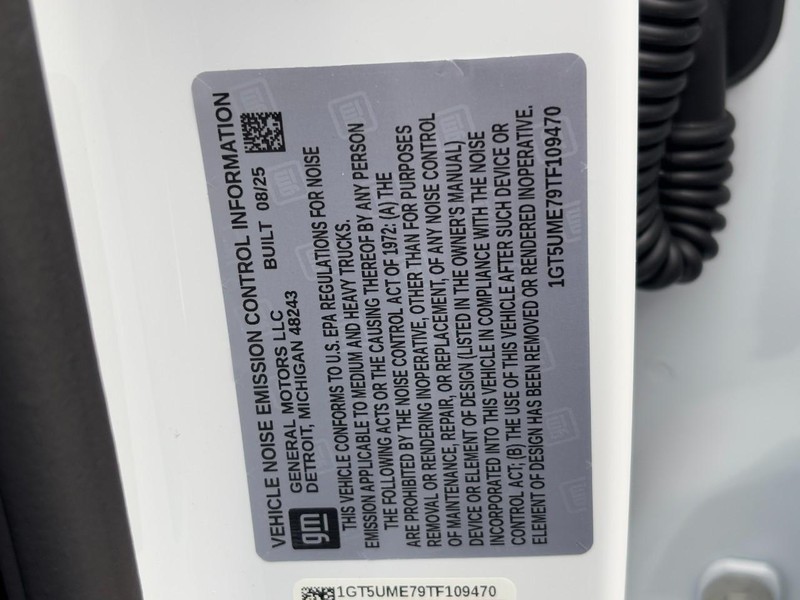 VEHICLE NOISE EMISSION CONTROL INFORMATION
GENERAL MOTORS LLC
DETROIT, MICHIGAN 48243
BUILT 08/25
gm
THIS VEHICLE CONFORMS TO U.S. EPA REGULATIONS FOR NOISE
EMISSION APPLICABLE TO MEDIUM AND HEAVY TRUCKS.
THE FOLLOWING ACTS OR THE CAUSING THEREOF BY ANY PERSON
ARE PROHIBITED BY THE NOISE CONTROL ACT OF 1972: (A) THE
REMOVAL OR RENDERING INOPERATIVE, OTHER THAN FOR PURPOSES
OF MAINTENANCE, REPAIR, OR REPLACEMENT, OF ANY NOISE CONTROL
DEVICE OR ELEMENT OF DESIGN (LISTED IN THE OWNER'S MANUAL)
INCORPORATED INTO THIS VEHICLE IN COMPLIANCE WITH THE NOISE
CONTROL ACT; (B) THE USE OF THIS VEHICLE AFTER SUCH DEVICE OR
ELEMENT OF DESIGN HAS BEEN REMOVED OR RENDERED INOPERATIVE.
1GT5UME79TF109470
1GT5UME79TF109470